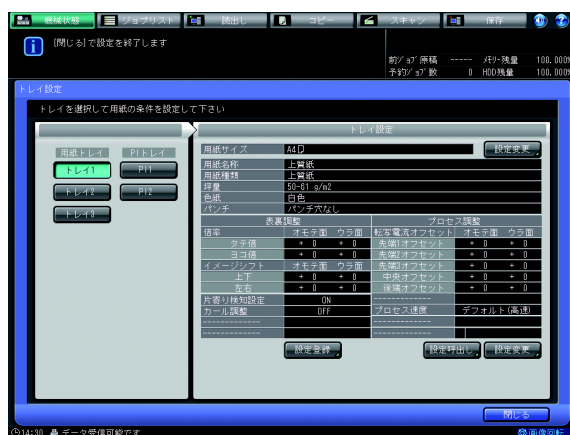 機械状態 ジョブリスト 読出し コピー スキャン 保存
[閉じる]で設定を終了します
前ｼﾞｮﾌﾞ原稿 ----- ﾒﾓﾘｰ残量 100.000%
予約ｼﾞｮﾌﾞ数 0 HDD残量 100.000%
トレイ設定
トレイを選択して用紙の条件を設定して下さい
用紙トレイ PIトレイ
トレイ1 PI1
トレイ2 PI2
トレイ3
トレイ設定
用紙サイズ A4 設定変更
用紙名称 上質紙
用紙種類 上質紙
坪量 50-61 g/m2
色紙 白色
パンチ パンチ穴なし
表裏調整 プロセス調整
倍率 オモテ面 ウラ面 転写電流オフセット オモテ面 ウラ面
タテ倍 + 0 + 0 先端1オフセット + 0 + 0
ヨコ倍 + 0 + 0 先端2オフセット + 0 + 0
イメージシフト オモテ面 ウラ面 先端3オフセット + 0 + 0
上下 + 0 + 0 中央オフセット + 0 + 0
左右 + 0 + 0 後端オフセット + 0 + 0
片寄り検知設定 ON -------------
カール調整 OFF プロセス速度 デフォルト(高速)
------------- -------------
------------- -------------
設定登録 設定呼出し 設定変更
閉じる
14:30 データ受信可能です 画像回転